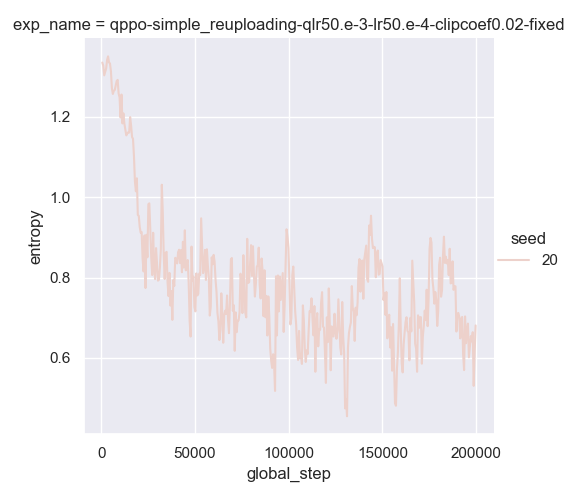 exp_name = qppo-simple_reuploading-qlr50.e-3-lr50.e-4-clipcoef0.02-fixed
1.2
1.0
0.8
0.6
entropy
0
50000
100000
150000
200000
global_step
seed
20